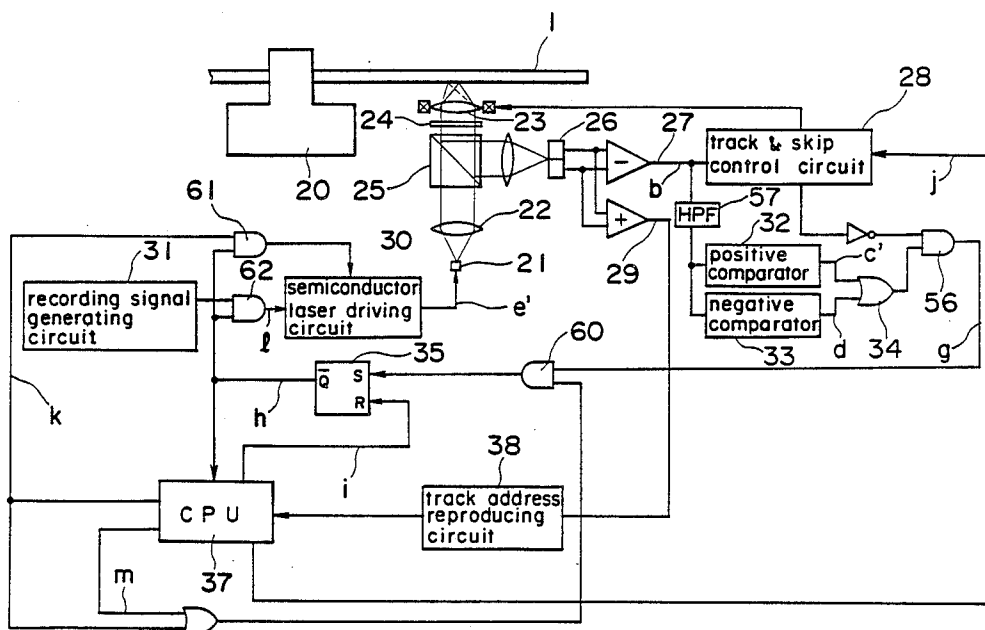 1
28
24
23
26
27
track & skip
control circuit
20
25
b
j
HPF
57
61
22
32
31
30
positive
comparator
c'
62
21
29
56
recording signal
generating
circuit
semiconductor
laser driving
circuit
negative
comparator
ℓ
e'
33
d
34
g
60
35
Q̅ S
R
k
h
i
38
CPU
track address
reproducing
circuit
37
m